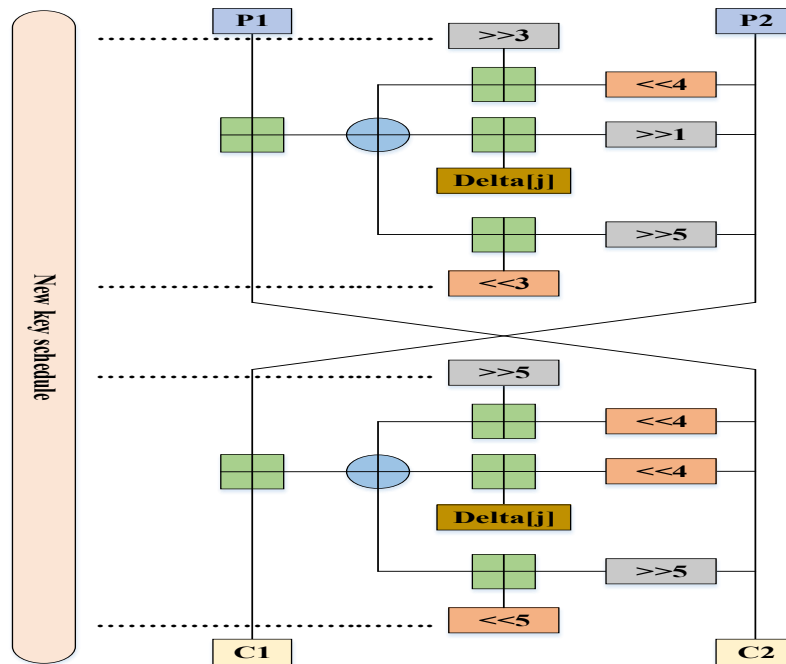 P1
P2
>>3
<<4
>>1
Delta[j]
>>5
<<3
New key schedule
>>5
<<4
<<4
Delta[j]
>>5
<<5
C1
C2